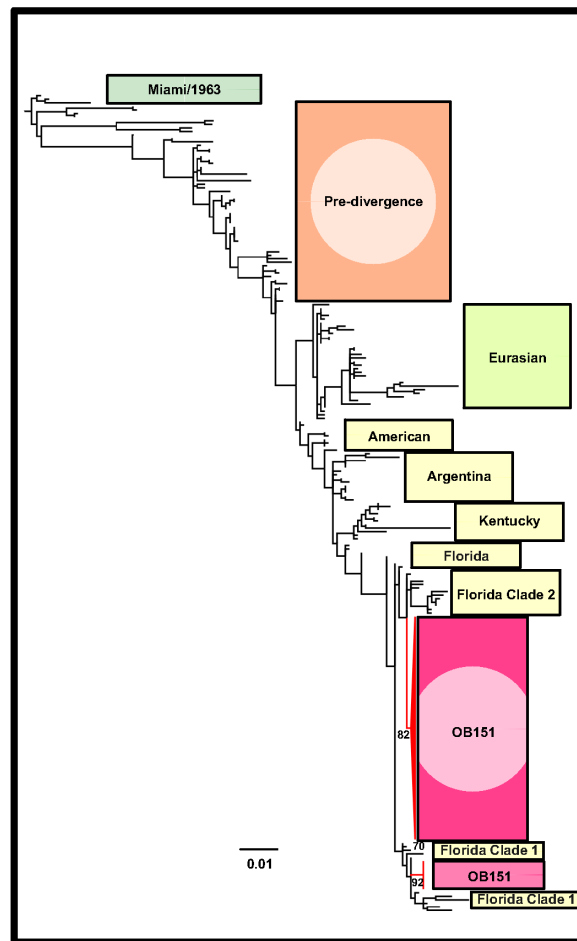 Miami/1963
Pre-divergence
Eurasian
American
Argentina
Kentucky
Florida
Florida Clade 2
OB151
82
70
Florida Clade 1
OB151
92
0.01
Florida Clade 1